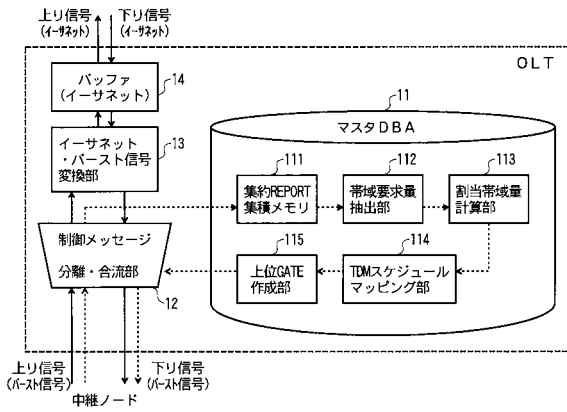 上り信号 下り信号
(イーサネット) (イーサネット)
OLT
バッファ
(イーサネット)
14
11
マスタDBA
イーサネット
・バースト信号
変換部
13
111
112
113
集約REPORT
集積メモリ
帯域要求量
抽出部
割当帯域量
計算部
制御メッセージ
分離・合流部
12
115
114
上位GATE
作成部
TDMスケジュール
マッピング部
上り信号
(バースト信号)
下り信号
(バースト信号)
中継ノード